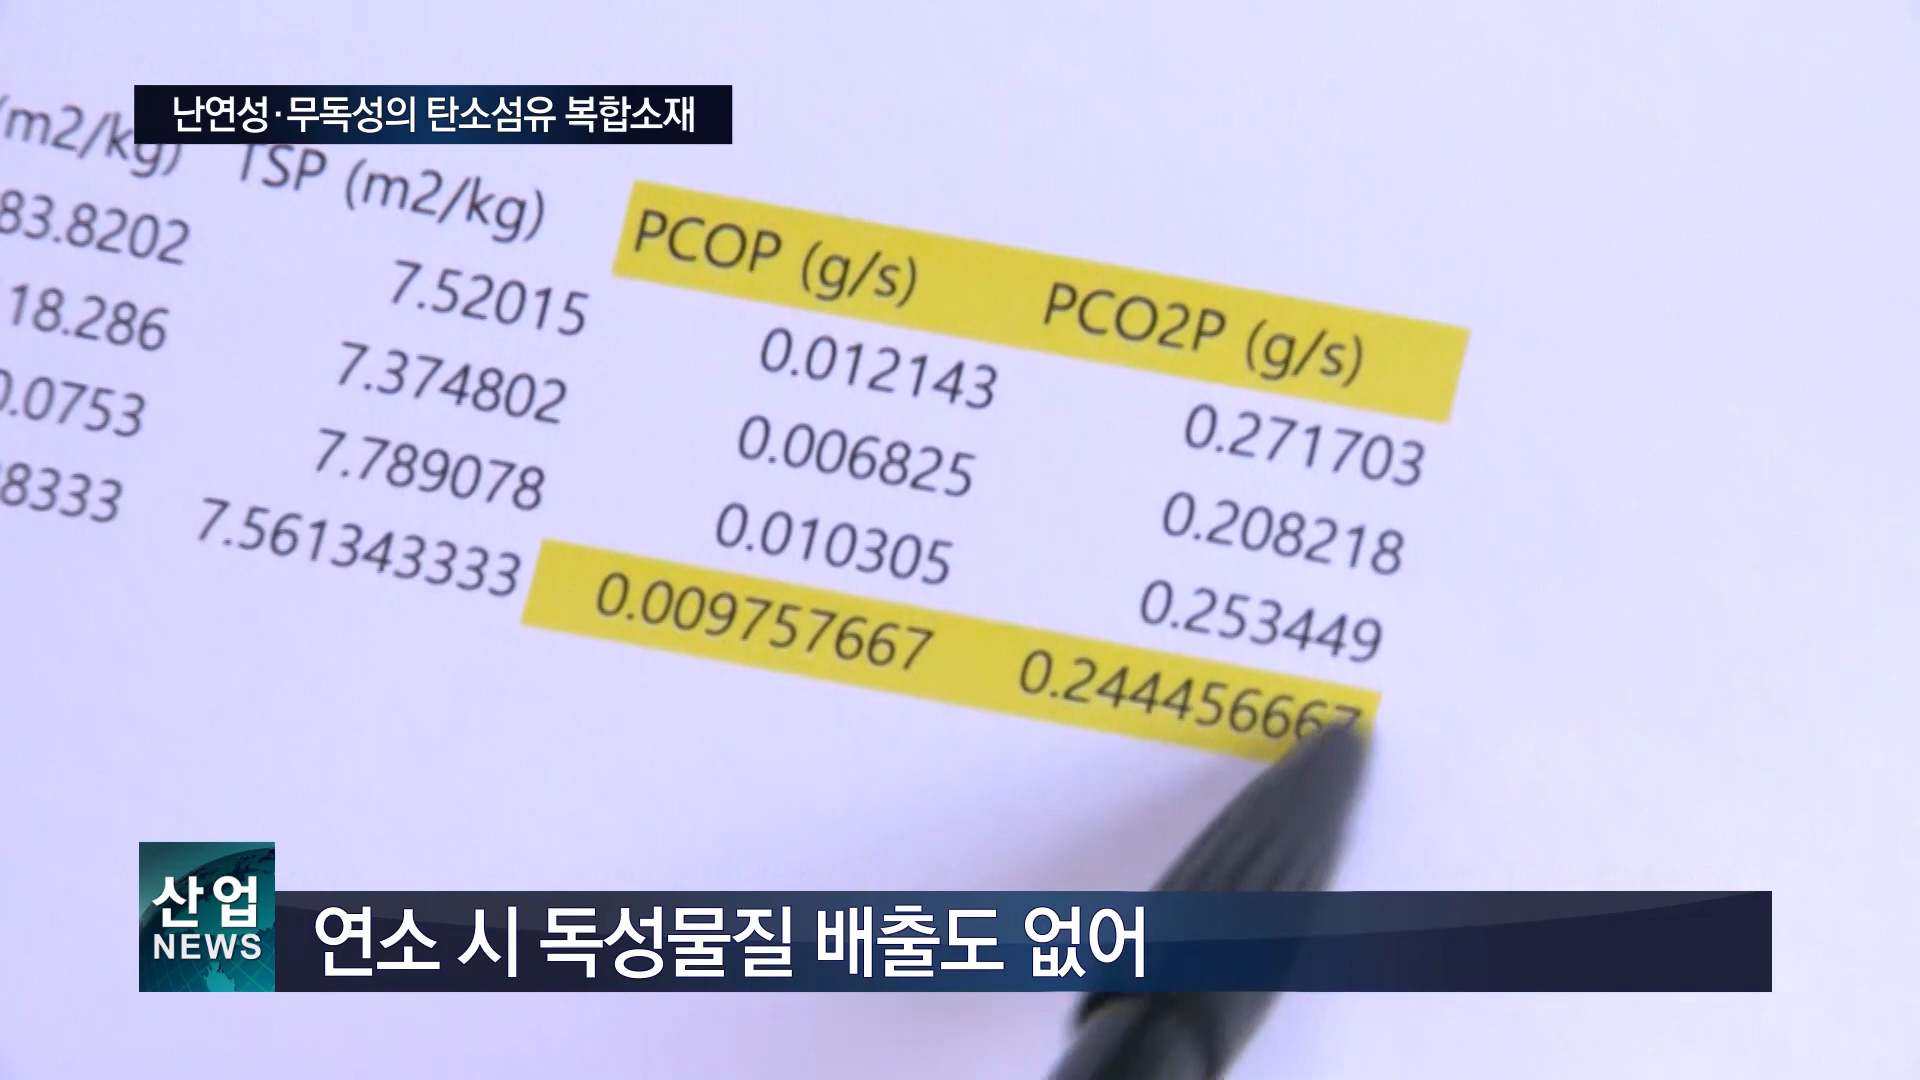 난연성·무독성의 탄소섬유 복합소재
(m2/kg) TSP (m2/kg) PCOP (g/s) PCO2P (g/s)
83.8202 7.52015 0.012143 0.271703
18.286 7.374802 0.006825 0.208218
0.0753 7.789078 0.010305 0.253449
8333 7.561343333 0.009757667 0.244456667
산업
NEWS
연소 시 독성물질 배출도 없어